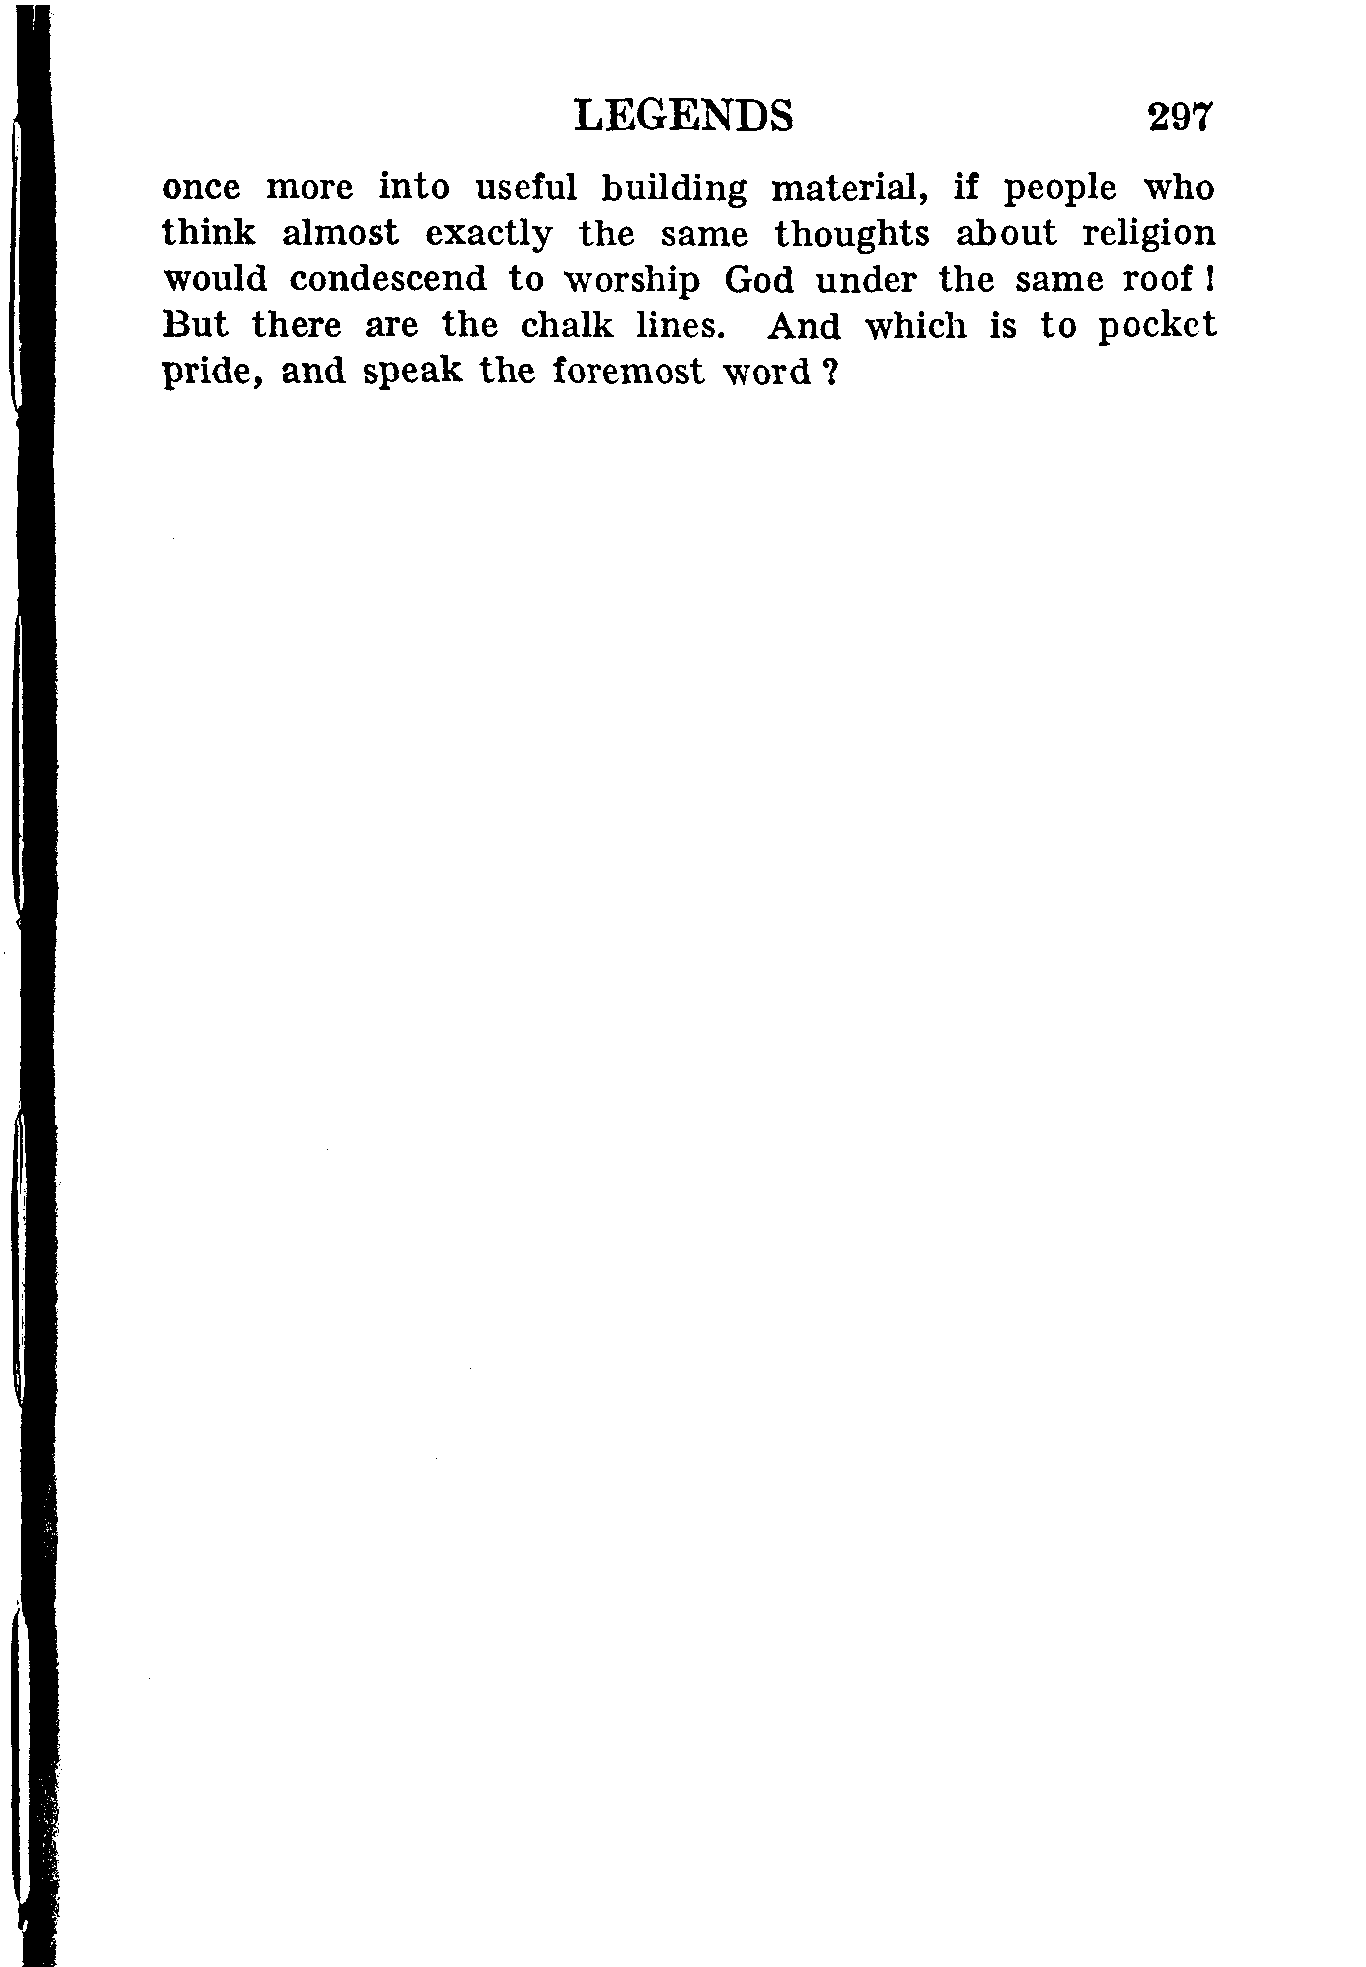 LEGENDS 297
once more into useful building material, if people who
think almost exactly the same thoughts about religion
would condescend to worship God under the same roof!
But there are the chalk lines. And which is to pocket
pride, and speak the foremost word?